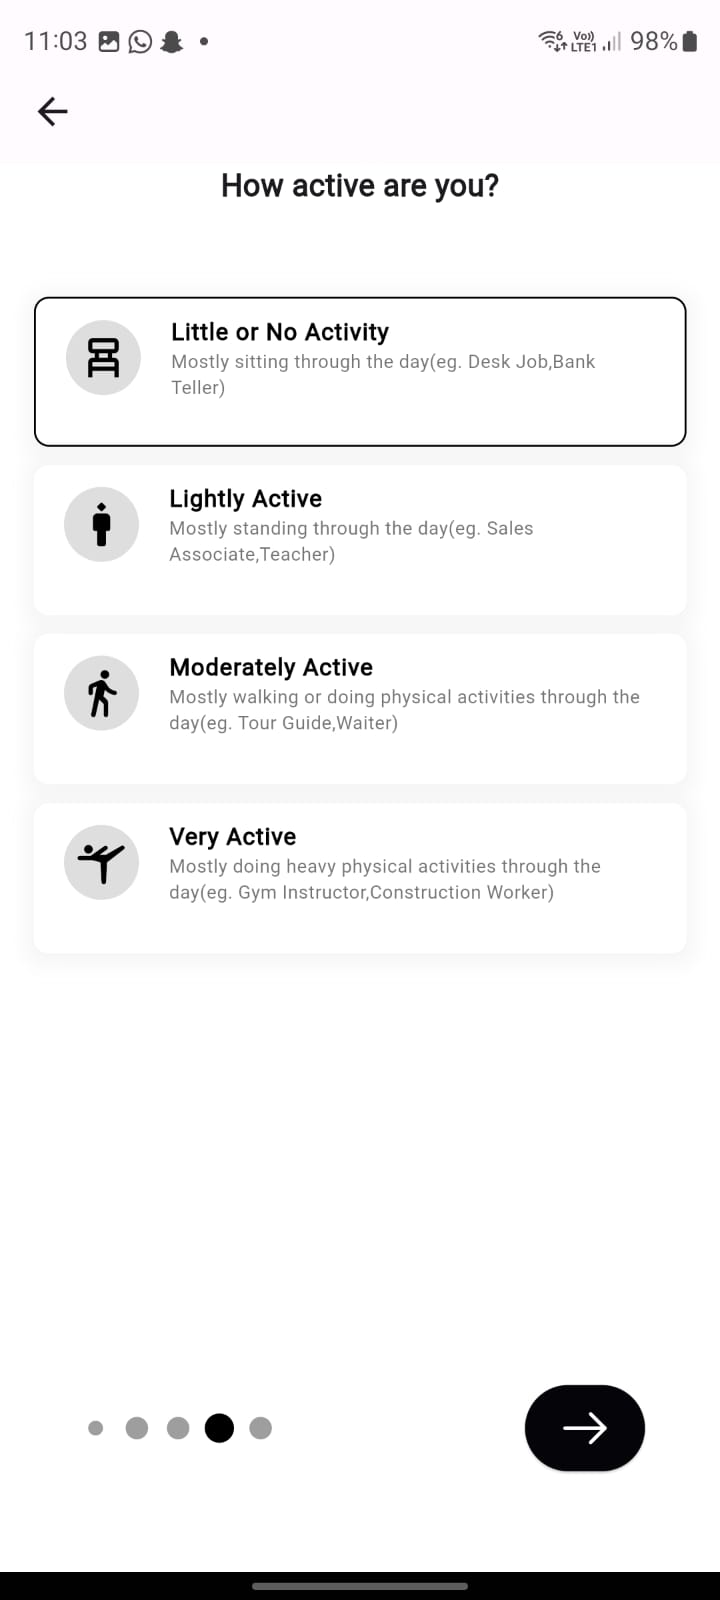 11:03
Vo)) 98%
LTE1
How active are you?
Little or No Activity
Mostly sitting through the day(eg. Desk Job,Bank
Teller)
Lightly Active
Mostly standing through the day(eg. Sales
Associate,Teacher)
Moderately Active
Mostly walking or doing physical activities through the
day(eg. Tour Guide,Waiter)
Very Active
Mostly doing heavy physical activities through the
day(eg. Gym Instructor,Construction Worker)